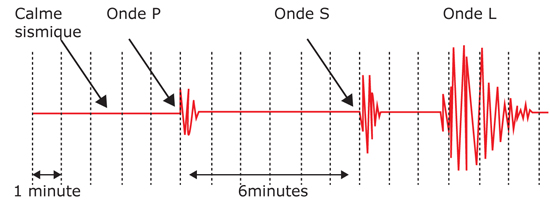 Calme
sismique
Onde P
Onde S
Onde L
1 minute
6minutes